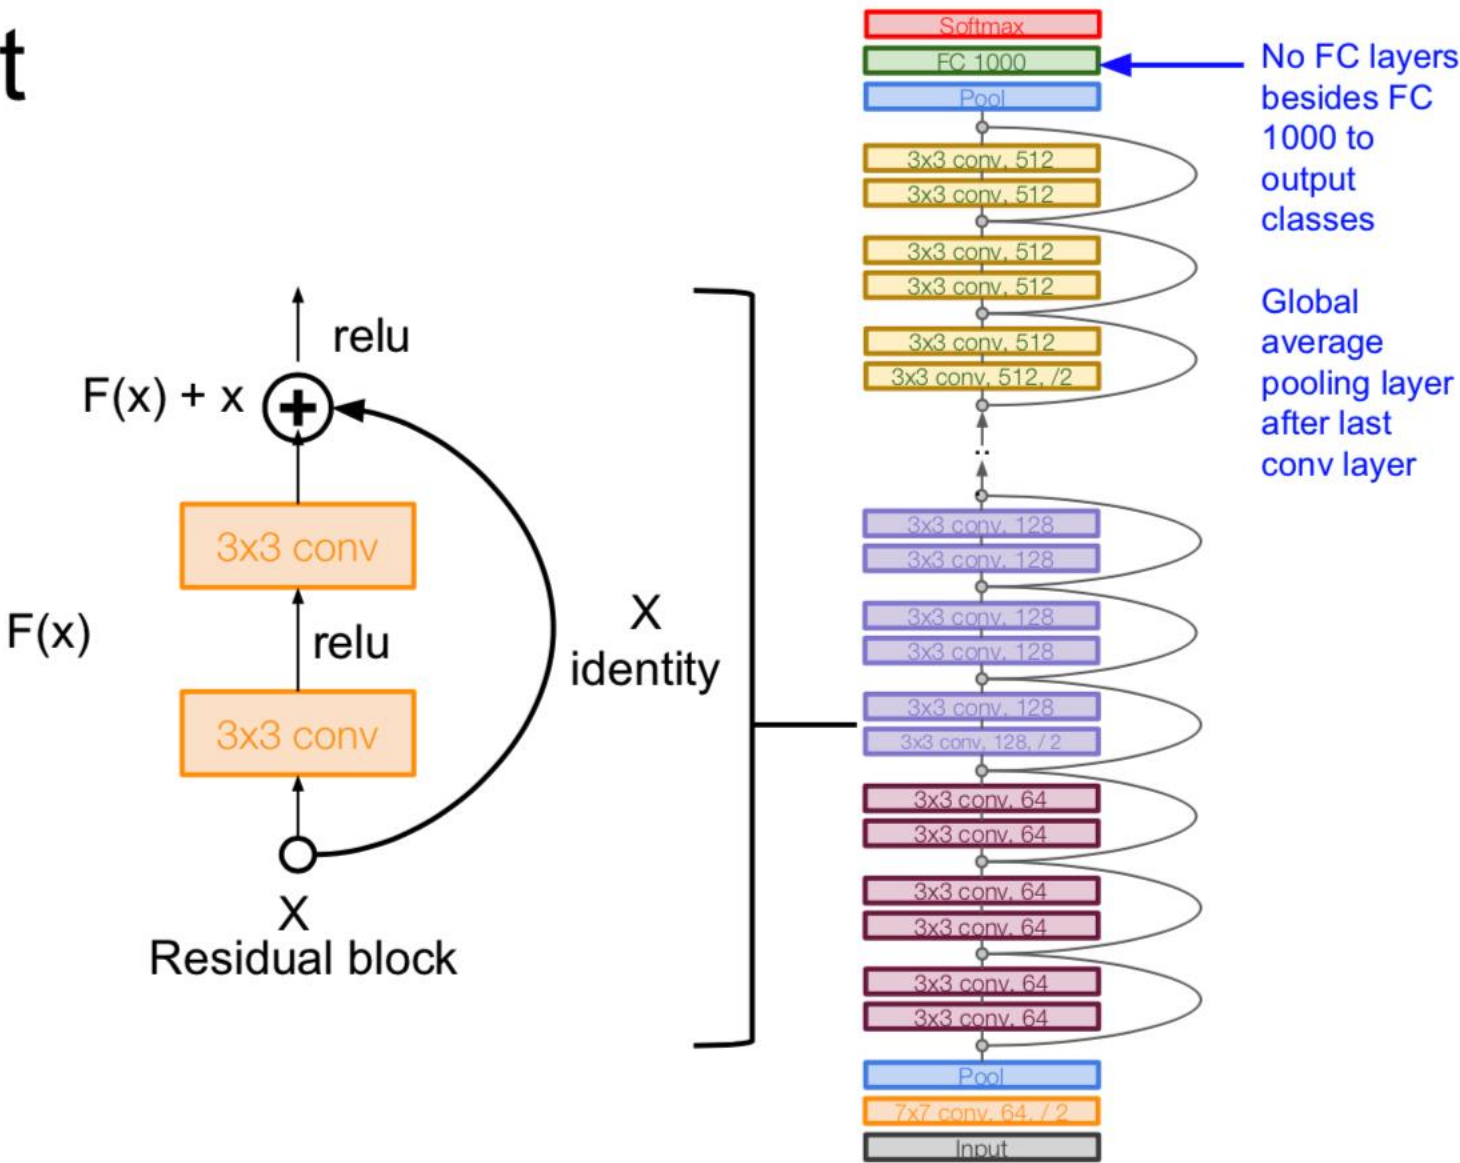 t
relu
F(x) + x
3x3 conv
F(x)
relu
X
identity
3x3 conv
X
Residual block
Softmax
FC 1000
Pool
3x3 conv, 512
3x3 conv, 512
3x3 conv, 512
3x3 conv, 512
3x3 conv, 512
3x3 conv, 512, /2
..
3x3 conv, 128
3x3 conv, 128
3x3 conv, 128
3x3 conv, 128
3x3 conv, 128
3x3 conv, 128, / 2
3x3 conv, 64
3x3 conv, 64
3x3 conv, 64
3x3 conv, 64
3x3 conv, 64
3x3 conv, 64
Pool
7x7 conv, 64, / 2
Input
No FC layers
besides FC
1000 to
output
classes
Global
average
pooling layer
after last
conv layer